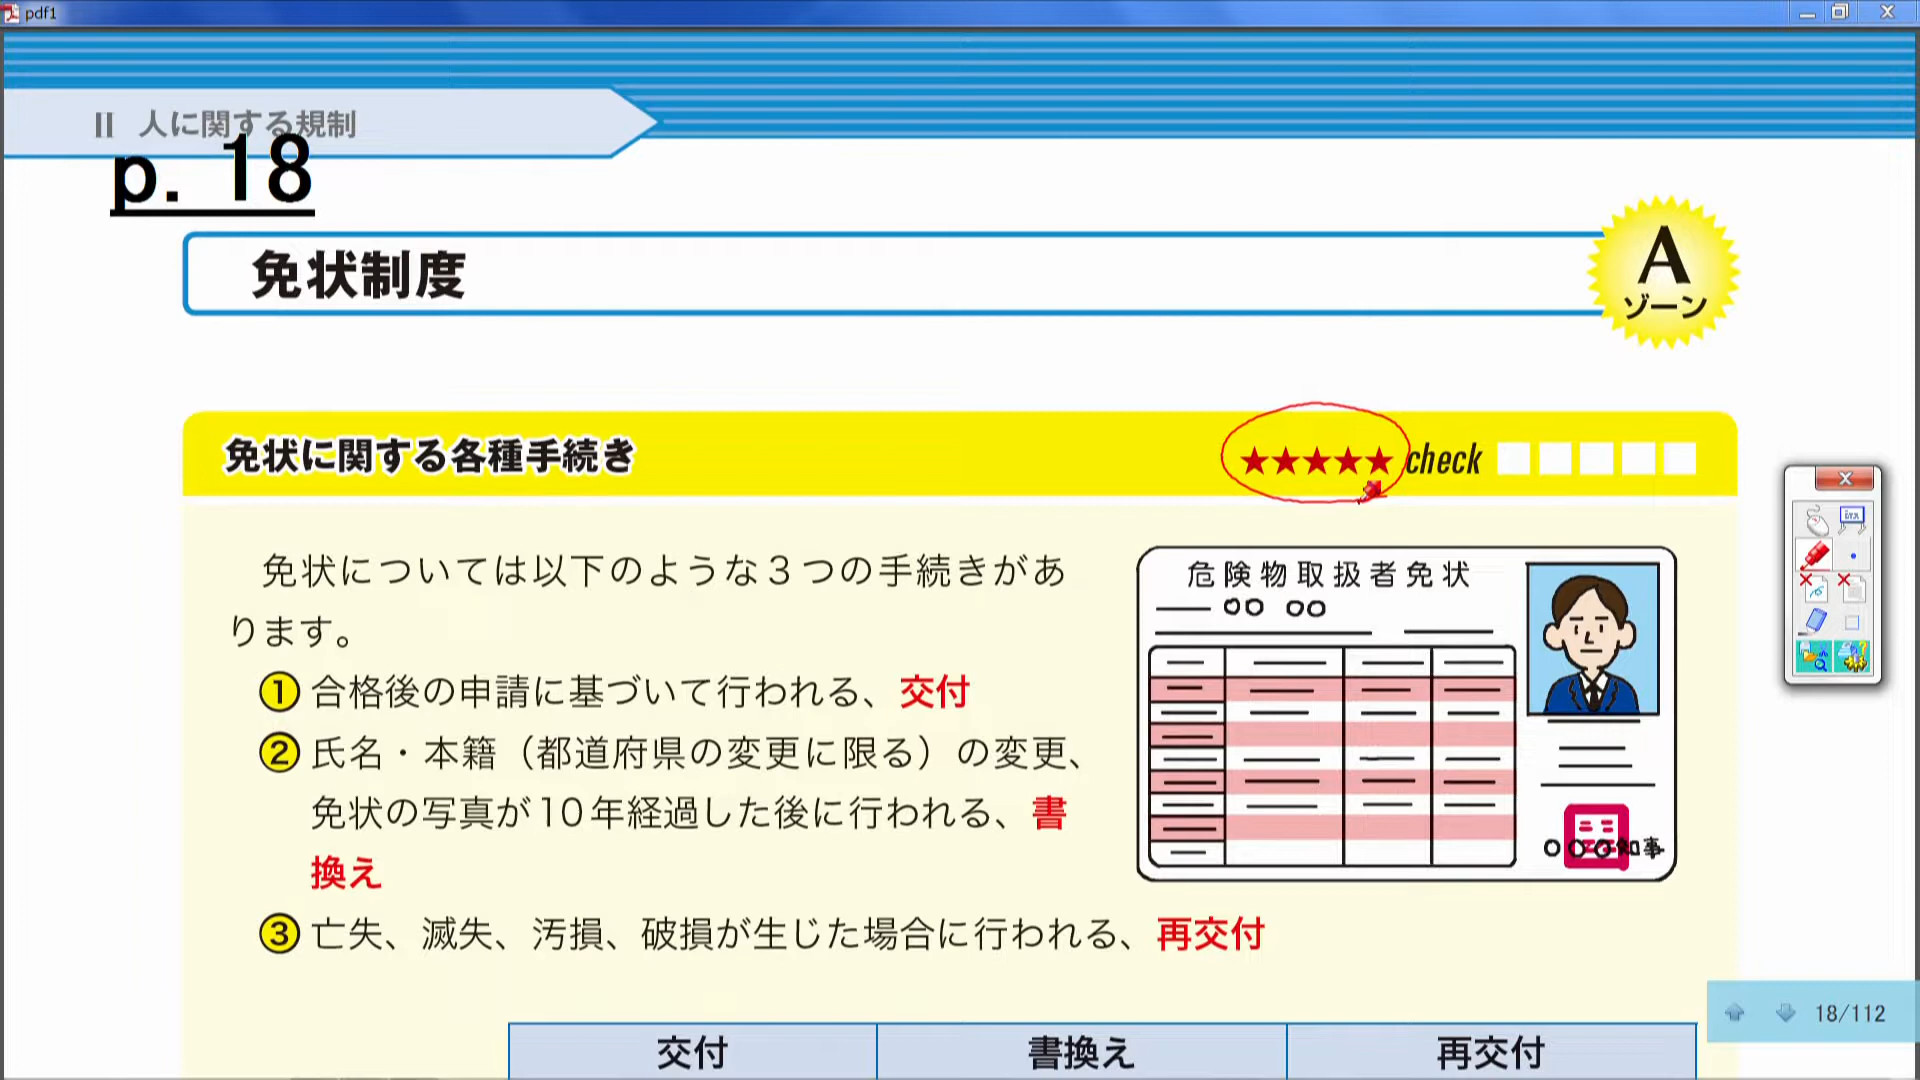 pdf1
II 人に関する規制
p. 18
免状制度
A
ゾーン
免状に関する各種手続き
★★★★★ check
免状については以下のような3つの手続きがあ
ります。
① 合格後の申請に基づいて行われる、交付
② 氏名・本籍（都道府県の変更に限る）の変更、
免状の写真が10年経過した後に行われる、書
換え
③ 亡失、滅失、汚損、破損が生じた場合に行われる、再交付
危険物取扱者免状
○○ ○○
○○○知事
交付 書換え 再交付
18/112